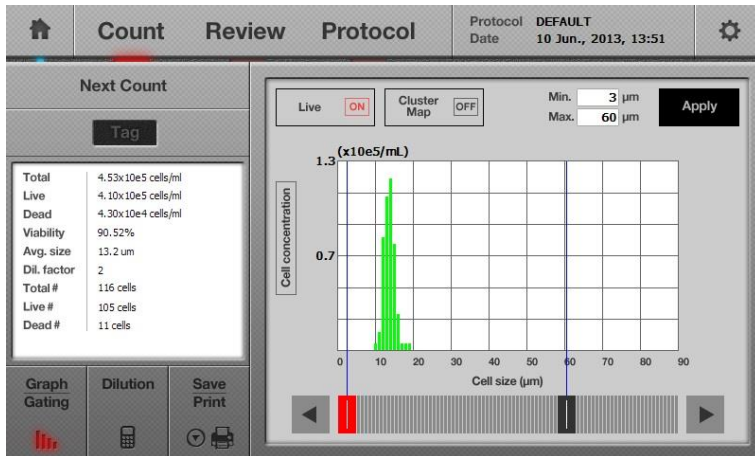 Count Review Protocol
Protocol DEFAULT
Date 10 Jun., 2013, 13:51
Next Count
Tag
Total 4.53x10e5 cells/ml
Live 4.10x10e5 cells/ml
Dead 4.30x10e4 cells/ml
Viability 90.52%
Avg. size 13.2 um
Dil. factor 2
Total # 116 cells
Live # 105 cells
Dead # 11 cells
Graph
Gating
Dilution
Save
Print
Live ON
Cluster
Map
OFF
Min. 3 μm
Max. 60 μm
Apply
(x10e5/mL)
1.3
0.7
Cell concentration
0 10 20 30 40 50 60 70 80 90
Cell size (μm)